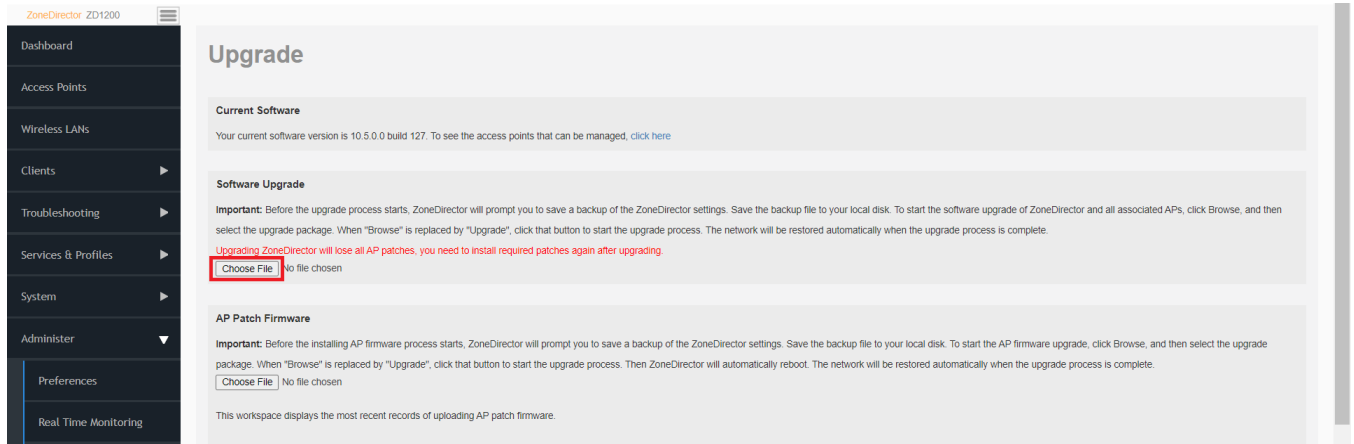 ZoneDirector ZD1200
Dashboard
Access Points
Wireless LANs
Clients
Troubleshooting
Services & Profiles
System
Administer
Preferences
Real Time Monitoring
Upgrade
Current Software
Your current software version is 10.5.0.0 build 127. To see the access points that can be managed, click here
Software Upgrade
Important: Before the upgrade process starts, ZoneDirector will prompt you to save a backup of the ZoneDirector settings. Save the backup file to your local disk. To start the software upgrade of ZoneDirector and all associated APs, click Browse, and then
select the upgrade package. When "Browse" is replaced by "Upgrade", click that button to start the upgrade process. The network will be restored automatically when the upgrade process is complete.
Upgrading ZoneDirector will lose all AP patches, you need to install required patches again after upgrading.
Choose File No file chosen
AP Patch Firmware
Important: Before the installing AP firmware process starts, ZoneDirector will prompt you to save a backup of the ZoneDirector settings. Save the backup file to your local disk. To start the AP firmware upgrade, click Browse, and then select the upgrade
package. When "Browse" is replaced by "Upgrade", click that button to start the upgrade process. Then ZoneDirector will automatically reboot. The network will be restored automatically when the upgrade process is complete.
Choose File No file chosen
This workspace displays the most recent records of uploading AP patch firmware.